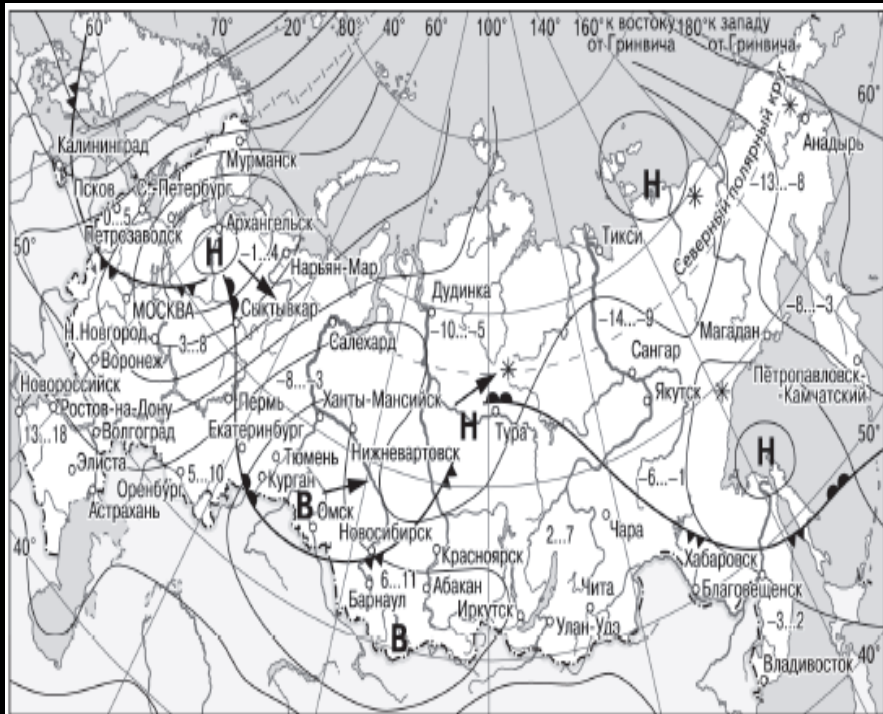 60° 70° 20° 80° 40° 60° 100° 140° 160° к востоку 180° к западу
от Гринвича от Гринвича
60°
Северный полярный круг
Калининград
Мурманск
Анадырь
Псков
С.-Петербург
Н
–13...–8
–0...5
Архангельск
50°
Петрозаводск
Н
–1...4
Нарьян-Мар
Тикси
Дудинка
МОСКВА
Сыктывкар
–10...–5
–14...–9
–8...–3
Н.Новгород
3...8
Салехард
Магадан
Воронеж
Сангар
Петропавловск-
Камчатский
Новороссийск
–8...–3
Якутск
Ростов-на-Дону
Пермь
Ханты-Мансийск
Н
Тура
50°
Волгоград
Екатеринбург
13...18
Нижневартовск
Н
Элиста
5...10
Тюмень
–6...–1
Оренбург
Курган
Астрахань
В
Омск
40°
Новосибирск
2...7
Чара
Красноярск
Хабаровск
6...11
Абакан
Чита
Благовещенск
Барнаул
Иркутск
Улан-Удэ
–3...2
В
40°
Владивосток